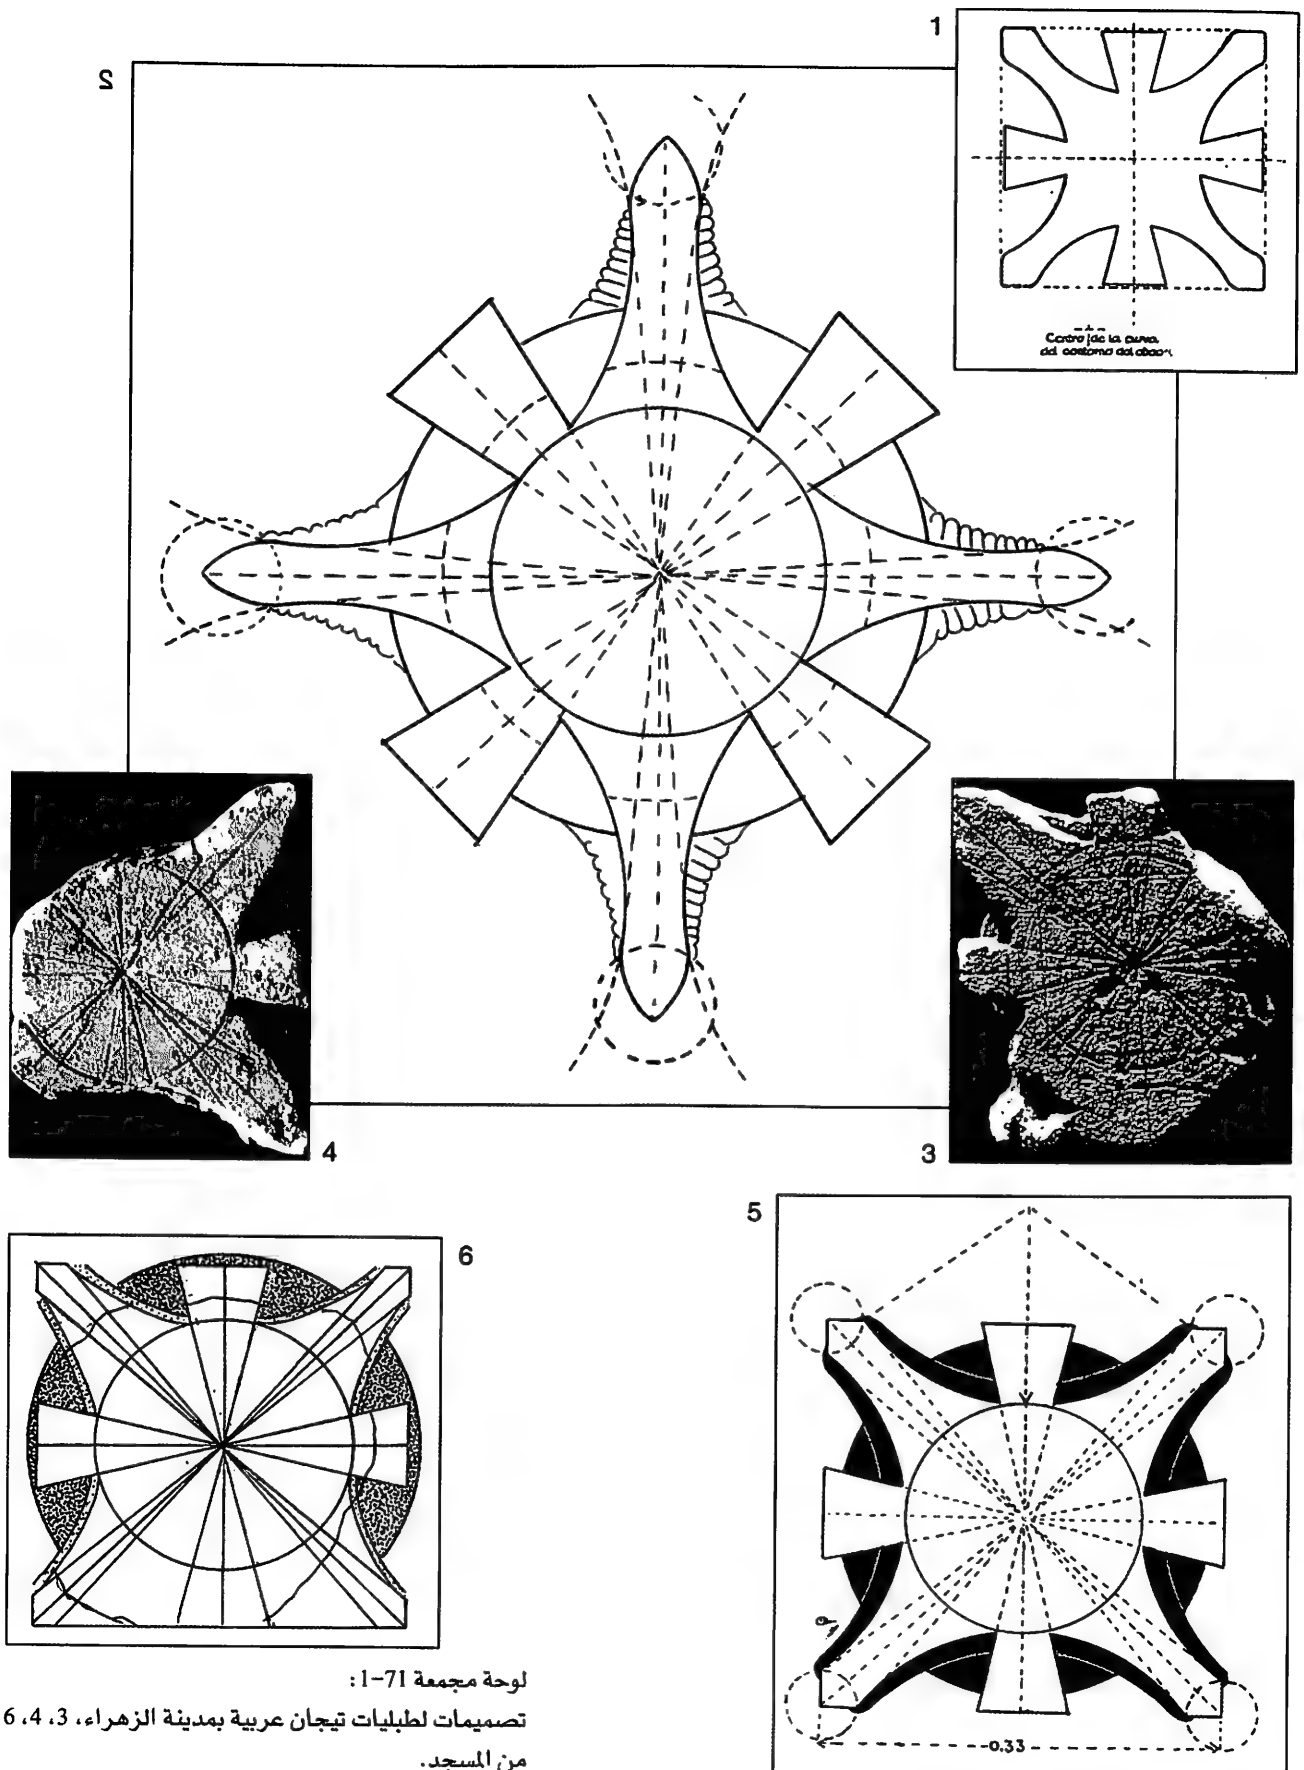 1
2
Centro de la curva
del contorno del
4
3
5
6
0.33
لوحة مجمعة 71-1:
تصميمات لطبليات تيجان عربية بمدينة الزهراء، 3، 4، 6
من المسجد.